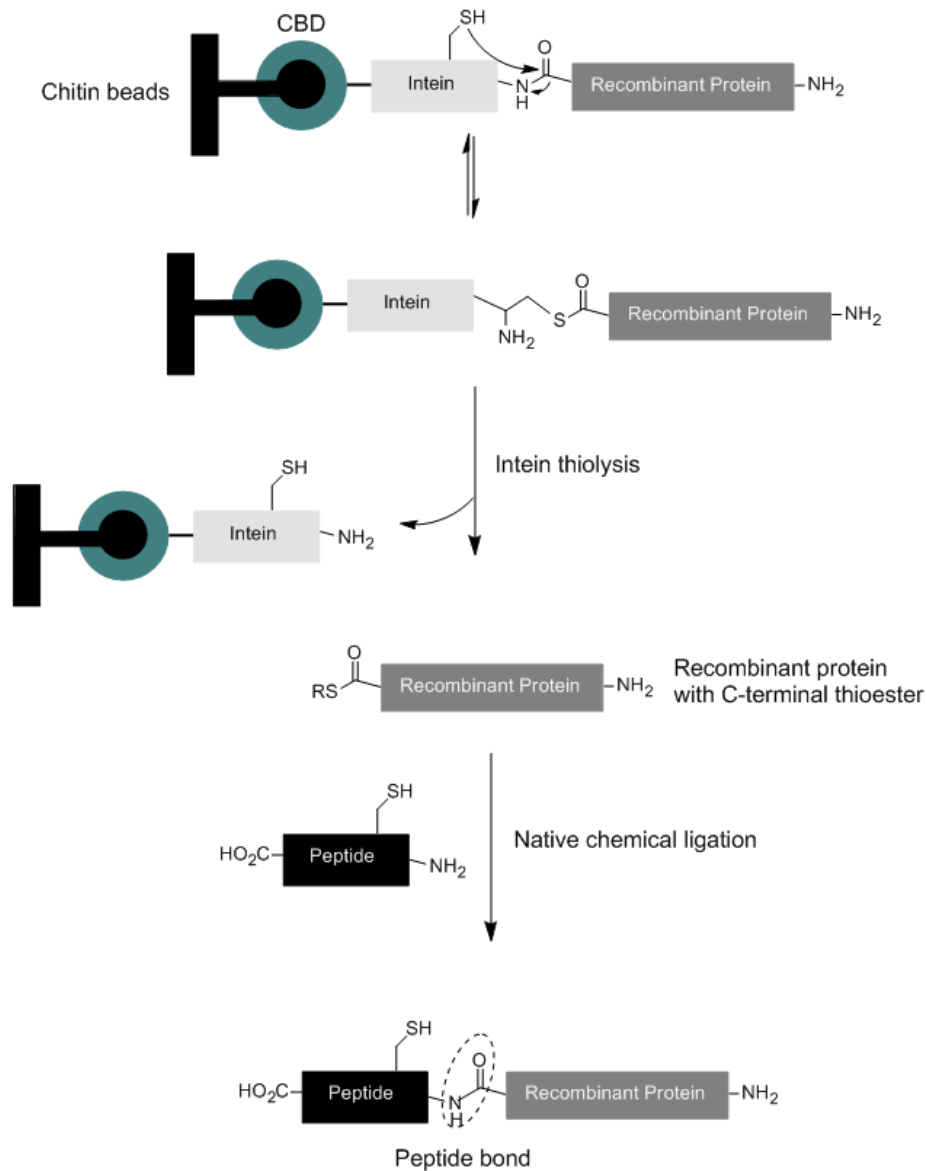 CBD
SH
Chitin beads
Intein
N
H
O
Recombinant Protein
NH2
Intein
NH2
S
O
Recombinant Protein
NH2
Intein thiolysis
SH
Intein
NH2
O
RS
Recombinant Protein
NH2
Recombinant protein
with C-terminal thioester
SH
HO2C
Peptide
NH2
Native chemical ligation
SH
HO2C
Peptide
N
H
O
Recombinant Protein
NH2
Peptide bond